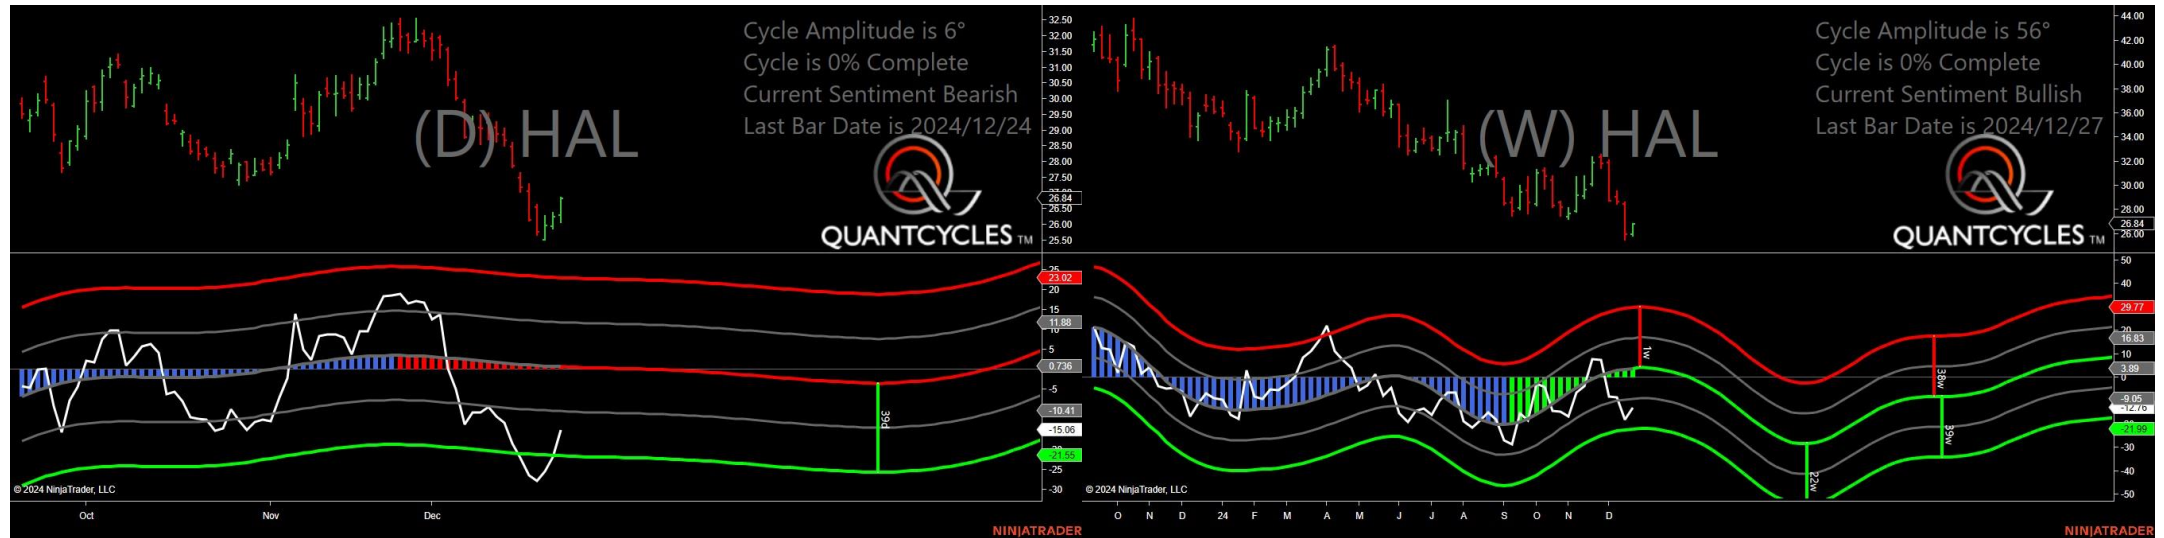 Cycle Amplitude is 6°
Cycle is 0% Complete
Current Sentiment Bearish
Last Bar Date is 2024/12/24
(D) HAL
QUANTCYCLES TM
32.50
32.00
31.50
31.00
30.50
30.00
29.50
29.00
28.50
28.00
27.50
26.84
26.50
26.00
25.50
25
23.02
20
15
11.88
10
5
0.736
-5
-10.41
-15.06
-21.55
-25
-30
39d
© 2024 NinjaTrader, LLC
Oct
Nov
Dec
NINJATRADER
Cycle Amplitude is 56°
Cycle is 0% Complete
Current Sentiment Bullish
Last Bar Date is 2024/12/27
(W) HAL
QUANTCYCLES TM
44.00
42.00
40.00
38.00
36.00
34.00
32.00
30.00
28.00
26.84
26.00
50
40
29.77
20
16.83
10
3.89
0
-9.05
-12.76
-21.99
-30
-40
-50
1w
38w
39w
22w
© 2024 NinjaTrader, LLC
O N D 24 F M A M J J A S O N D
NINJATRADER